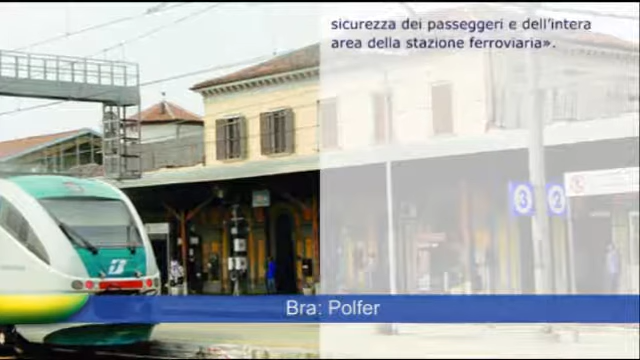 sicurezza dei passeggeri e dell'intera
area della stazione ferroviaria».
3
2
Bra: Polfer